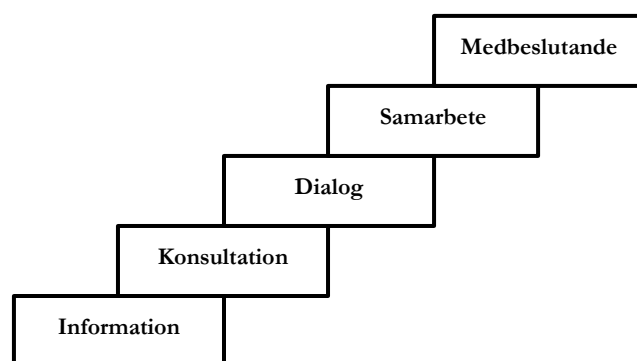 Medbeslutande
Samarbete
Dialog
Konsultation
Information